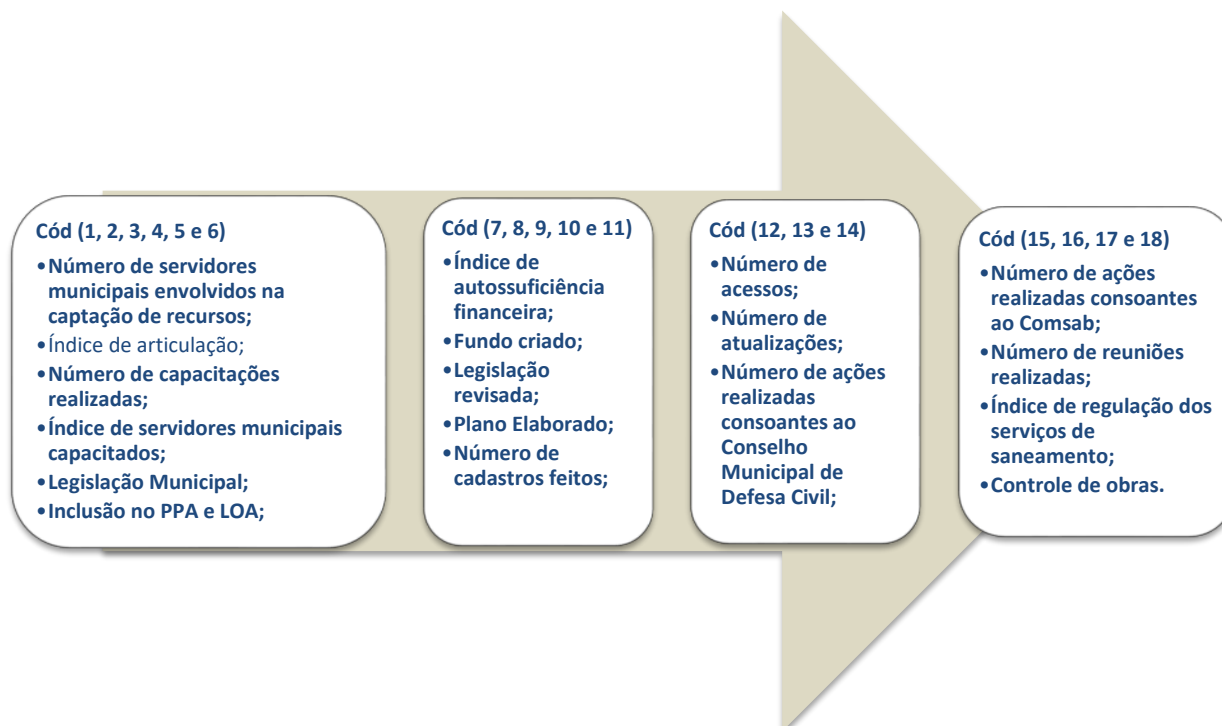 Cód (1, 2, 3, 4, 5 e 6)
•Número de servidores
municipais envolvidos na
captação de recursos;
•Índice de articulação;
•Número de capacitações
realizadas;
•Índice de servidores municipais
capacitados;
•Legislação Municipal;
•Inclusão no PPA e LOA;
Cód (7, 8, 9, 10 e 11)
•Índice de
autossuficiência
financeira;
•Fundo criado;
•Legislação
revisada;
•Plano Elaborado;
•Número de
cadastros feitos;
Cód (12, 13 e 14)
•Número de
acessos;
•Número de
atualizações;
•Número de ações
realizadas
consoantes ao
Conselho
Municipal de
Defesa Civil;
Cód (15, 16, 17 e 18)
•Número de ações
realizadas consoantes
ao Comsab;
•Número de reuniões
realizadas;
•Índice de regulação dos
serviços de
saneamento;
•Controle de obras.